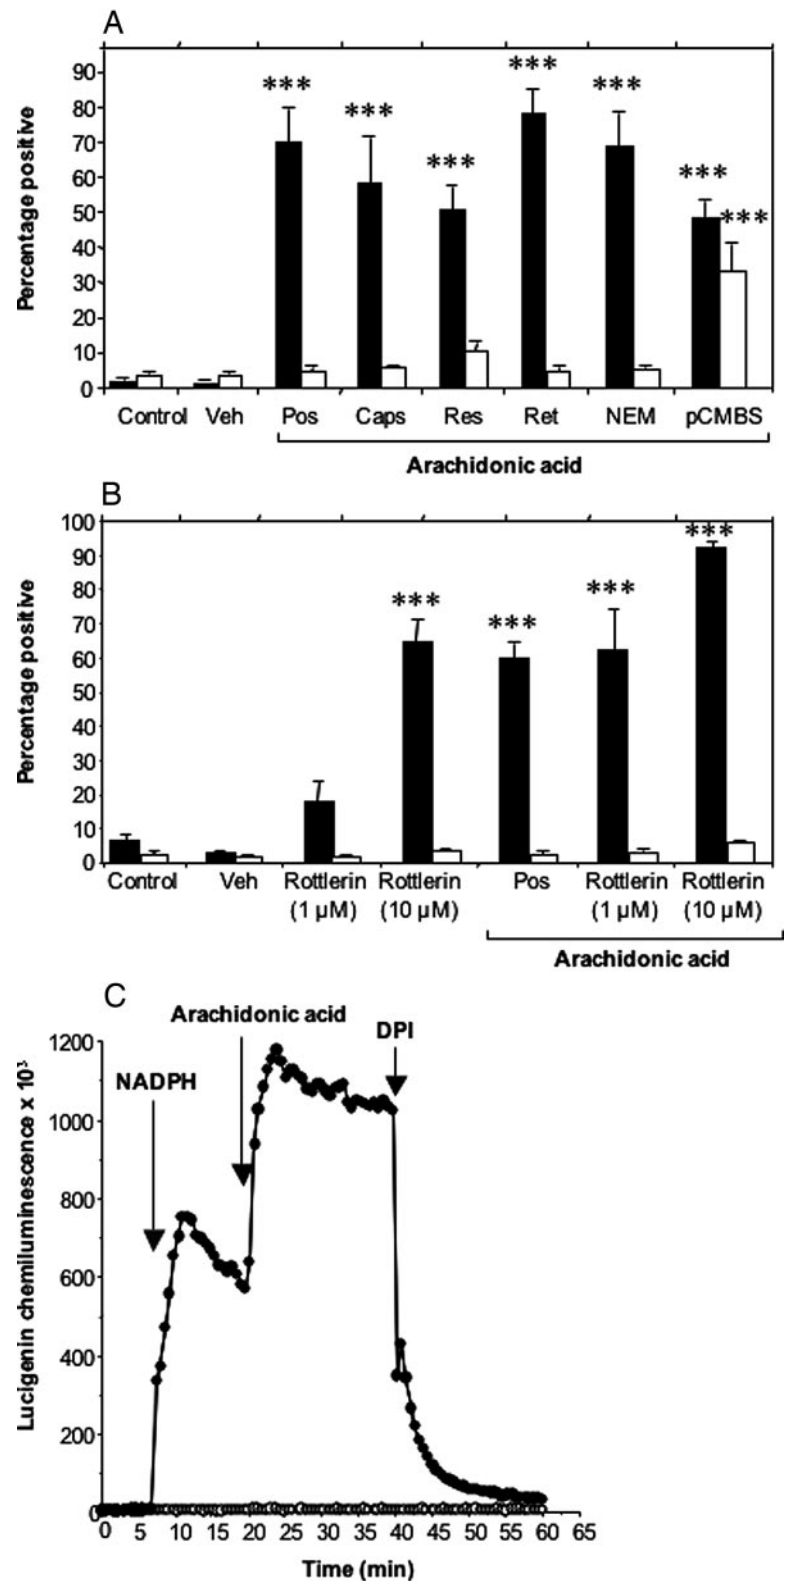 A
Percentage positive
90
80
70
60
50
40
30
20
10
0
*** *** *** *** *** *** ***
Control Veh Pos Caps Res Ret NEM pCMBS
Arachidonic acid
B
Percentage positive
100
90
80
70
60
50
40
30
20
10
0
*** *** *** ***
Control Veh Rottlerin Rottlerin Pos Rottlerin Rottlerin
(1 µM) (10 µM) (1 µM) (10 µM)
Arachidonic acid
C
Lucigenin chemiluminescence x 10³
Arachidonic acid
DPI
NADPH
1200
1000
800
600
400
200
0
0 5 10 15 20 25 30 35 40 45 50 55 60 65
Time (min)